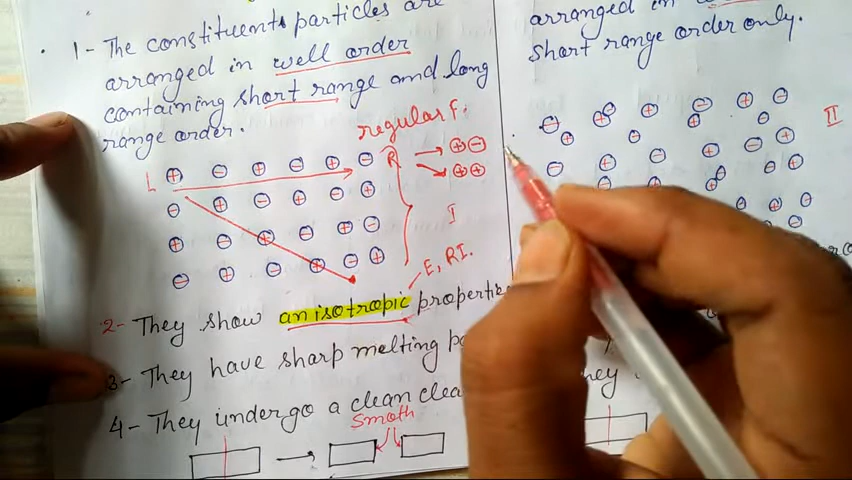 1- The constituent particles are
arranged in well order
containing short range and long
range order.
regular F.
L
R
I
E, RI.
2- They show anisotropic
3- They have sharp melting
4- They undergo a clean
Smoth
arranged in
short range order only.
II